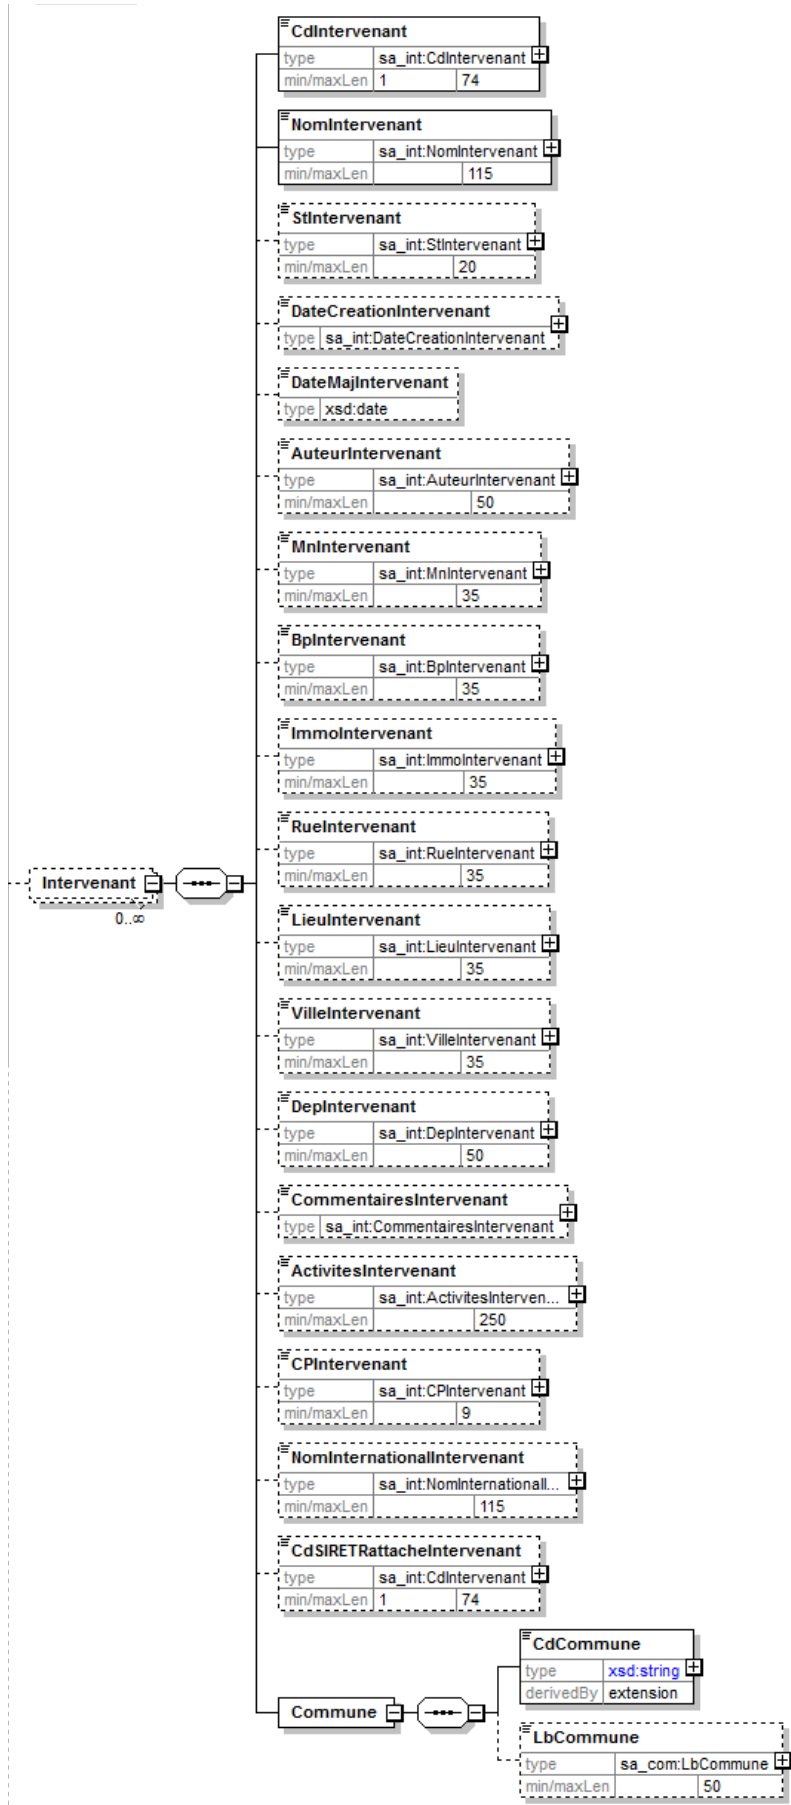 CdIntervenant
type sa_int:CdIntervenant
min/maxLen 1 74
NomIntervenant
type sa_int:NomIntervenant
min/maxLen 115
StIntervenant
type sa_int:StIntervenant
min/maxLen 20
DateCreationIntervenant
type sa_int:DateCreationIntervenant
DateMajIntervenant
type xsd:date
AuteurIntervenant
type sa_int:AuteurIntervenant
min/maxLen 50
MnIntervenant
type sa_int:MnIntervenant
min/maxLen 35
BpIntervenant
type sa_int:BpIntervenant
min/maxLen 35
ImmoIntervenant
type sa_int:ImmoIntervenant
min/maxLen 35
RueIntervenant
type sa_int:RueIntervenant
min/maxLen 35
Intervenant
0..∞
LieuIntervenant
type sa_int:LieuIntervenant
min/maxLen 35
VilleIntervenant
type sa_int:VilleIntervenant
min/maxLen 35
DepIntervenant
type sa_int:DepIntervenant
min/maxLen 50
CommentairesIntervenant
type sa_int:CommentairesIntervenant
ActivitesIntervenant
type sa_int:ActivitesInterven...
min/maxLen 250
CPIntervenant
type sa_int:CPIntervenant
min/maxLen 9
NomInternationalIntervenant
type sa_int:NomInternationalI...
min/maxLen 115
CdSIRETRattacheIntervenant
type sa_int:CdIntervenant
min/maxLen 1 74
Commune
CdCommune
type xsd:string
derivedBy extension
LbCommune
type sa_com:LbCommune
min/maxLen 50